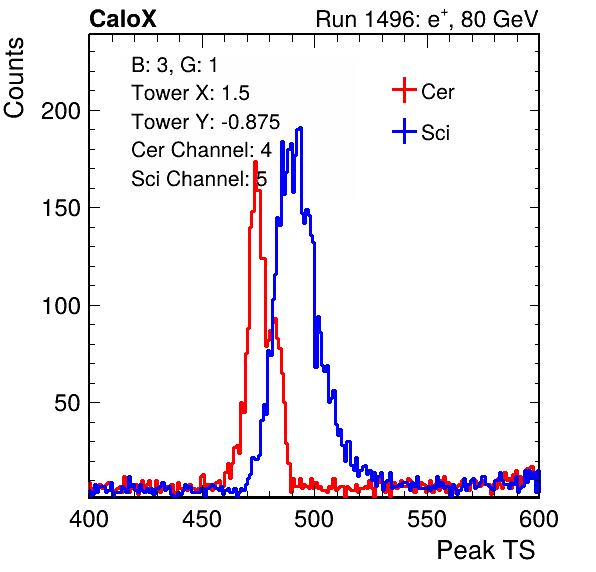 CaloX Run 1496: e⁺, 80 GeV
Counts
B: 3, G: 1
Tower X: 1.5
Tower Y: -0.875
Cer Channel: 4
Sci Channel: 5
Cer
Sci
200
150
100
50
400 450 500 550 600
Peak TS